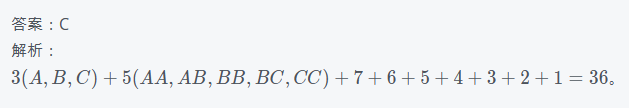 答案：C
解析：
3(A, B, C) + 5(AA, AB, BB, BC, CC) + 7 + 6 + 5 + 4 + 3 + 2 + 1 = 36。